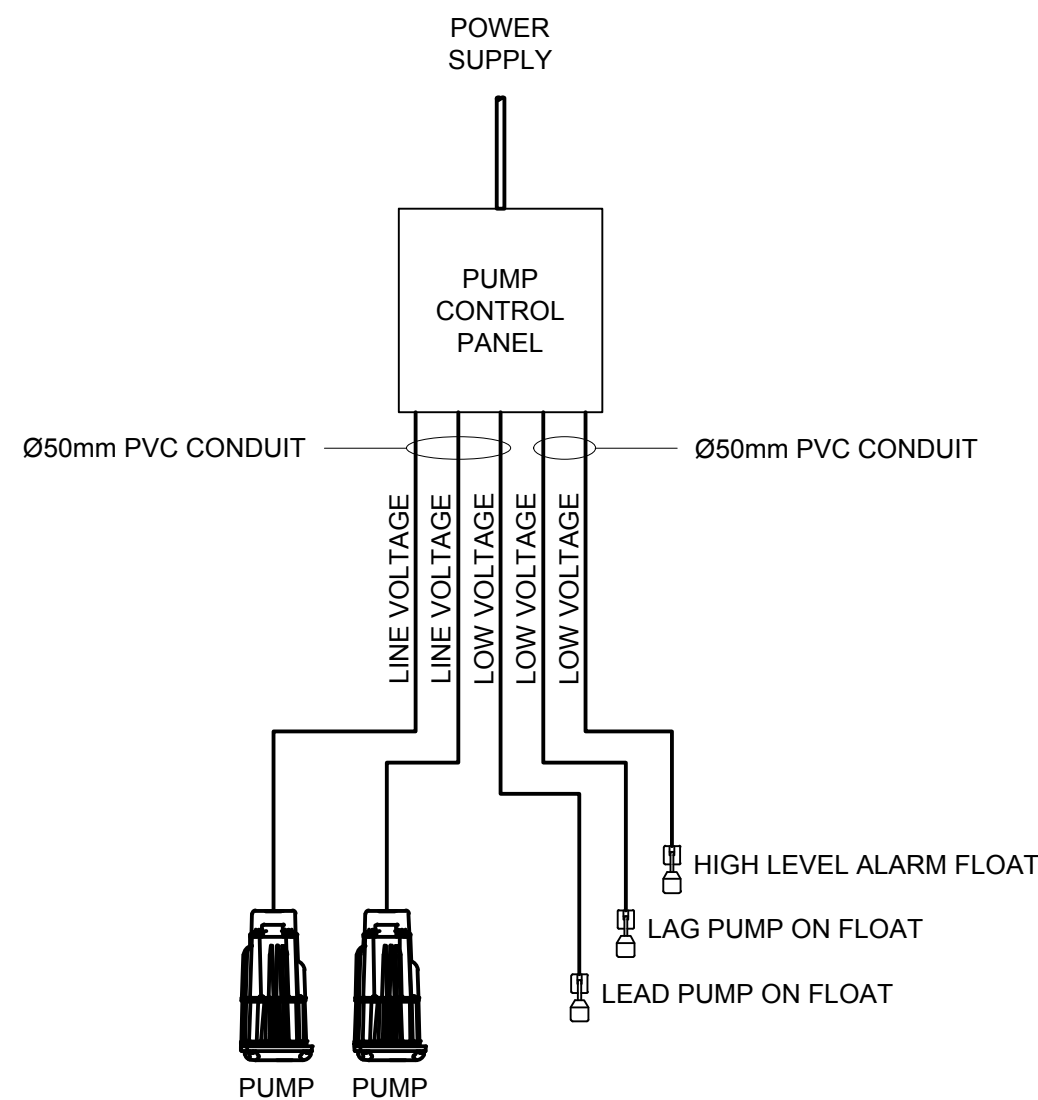 POWER
SUPPLY
PUMP
CONTROL
PANEL
Ø50mm PVC CONDUIT
Ø50mm PVC CONDUIT
LINE VOLTAGE
LINE VOLTAGE
LOW VOLTAGE
LOW VOLTAGE
LOW VOLTAGE
HIGH LEVEL ALARM FLOAT
LAG PUMP ON FLOAT
LEAD PUMP ON FLOAT
PUMP
PUMP